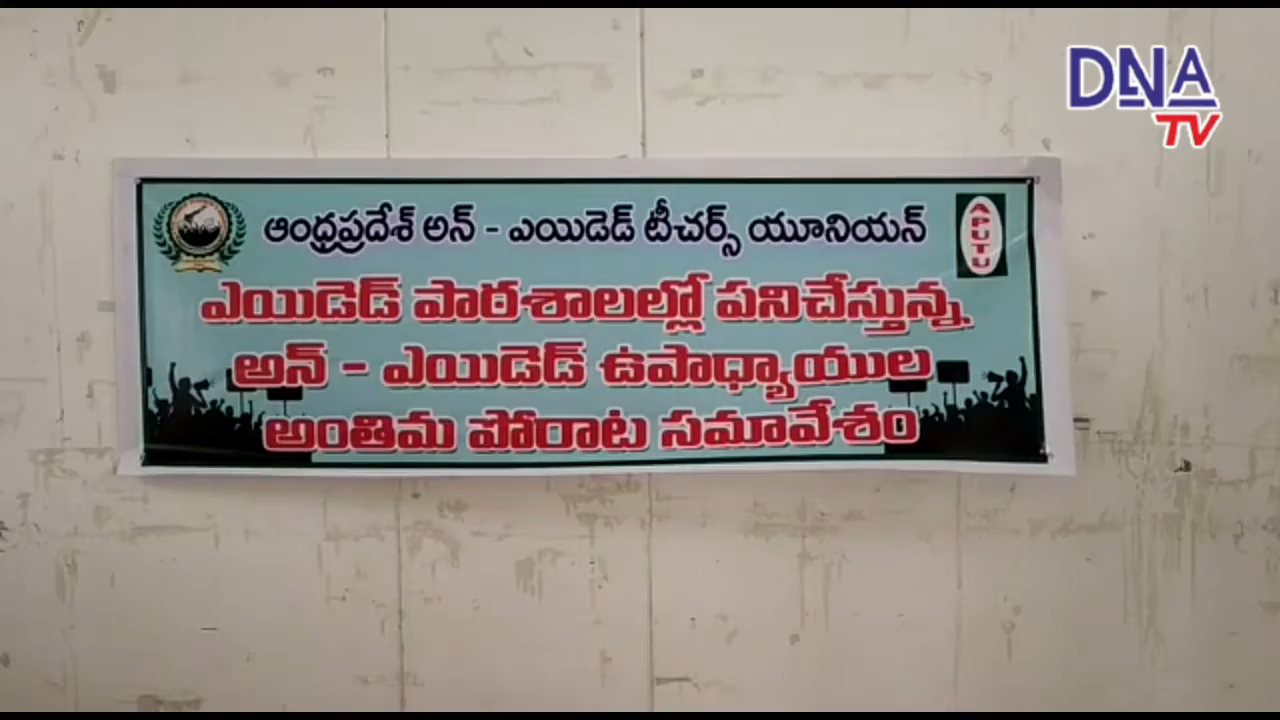 DNA
TV
ఆంధ్రప్రదేశ్ అన్ - ఎయిడెడ్ టీచర్స్ యూనియన్
APUTU
ఎయిడెడ్ పాఠశాలల్లో పనిచేస్తున్న
అన్ - ఎయిడెడ్ ఉపాధ్యాయుల
అంతిమ పోరాట సమావేశం